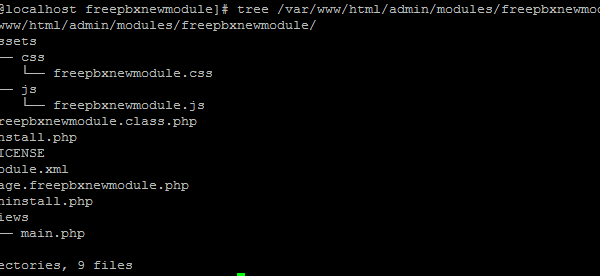 @localhost freepbxnewmodule]# tree /var/www/html/admin/modules/freepbxnewmo
www/html/admin/modules/freepbxnewmodule/
ssets
── css
   └── freepbxnewmodule.css
── js
   └── freepbxnewmodule.js
reepbxnewmodule.class.php
nstall.php
ICENSE
odule.xml
age.freepbxnewmodule.php
ninstall.php
iews
── main.php
ectories, 9 files